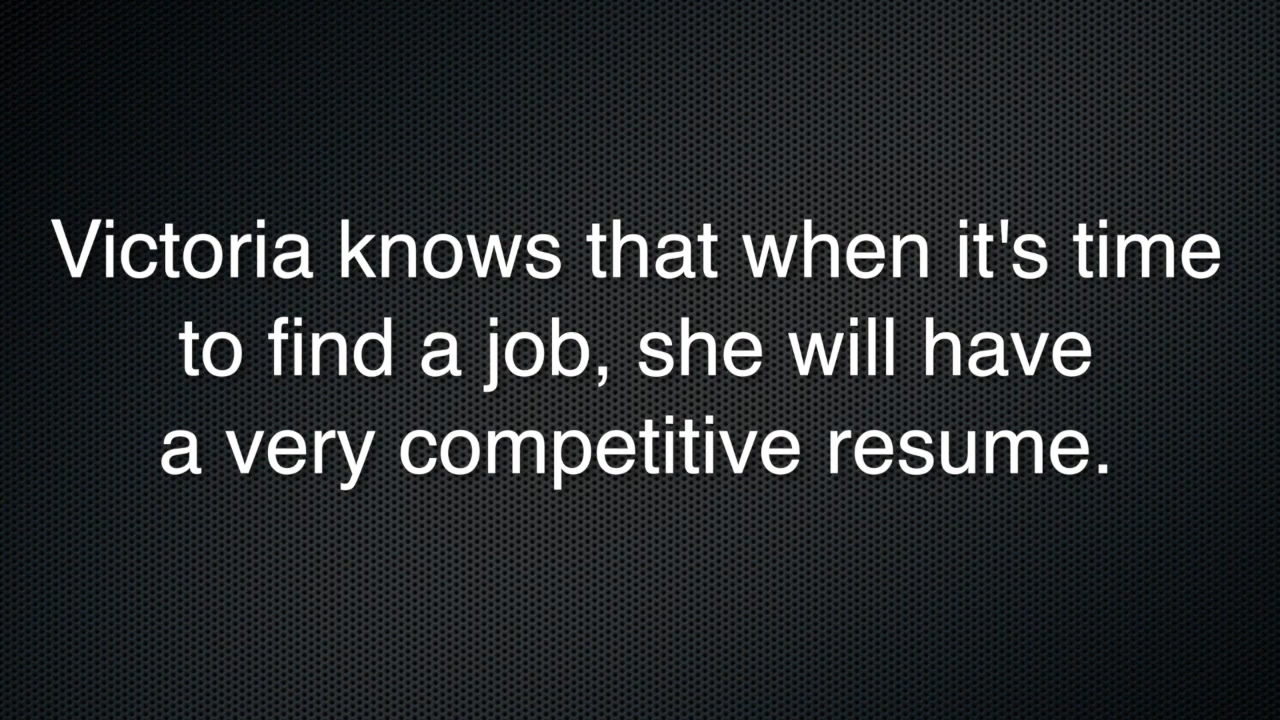 Victoria knows that when it's time
to find a job, she will have
a very competitive resume.